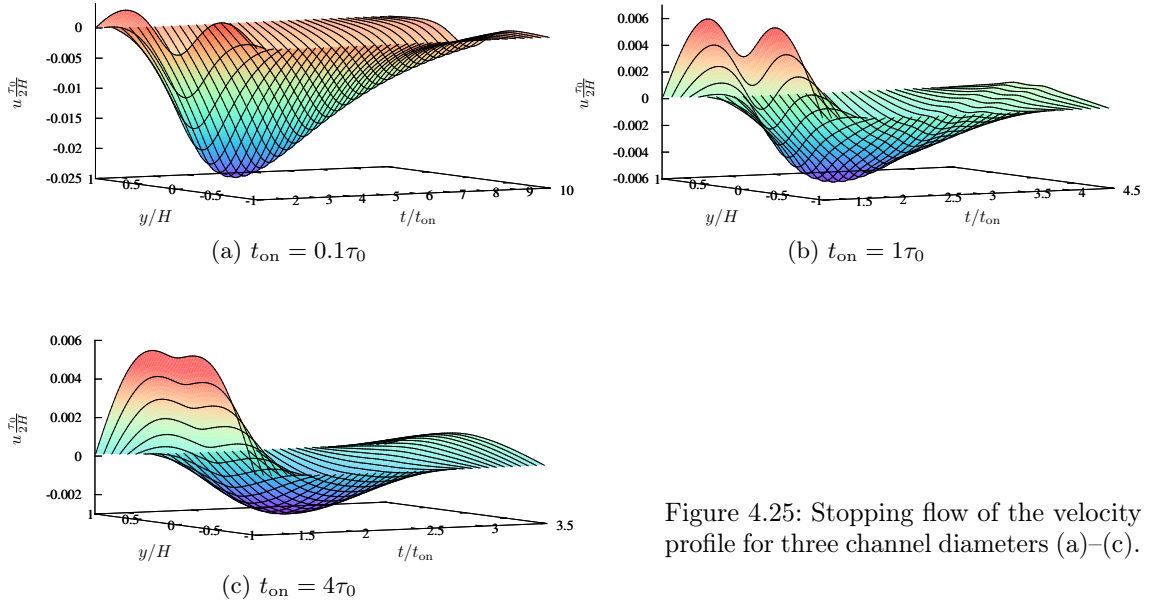 0
-0.005
-0.01
-0.015
-0.02
-0.025
u τ0/2H
1 0.5 0 -0.5 -1
y/H
2 3 4 5 6 7 8 9 10
t/ton
(a) ton = 0.1τ0
0.006
0.004
0.002
0
-0.002
-0.004
-0.006
u τ0/2H
1 0.5 0 -0.5 -1
y/H
1.5 2 2.5 3 3.5 4 4.5
t/ton
(b) ton = 1τ0
0.006
0.004
0.002
0
-0.002
u τ0/2H
1 0.5 0 -0.5 -1
y/H
1.5 2 2.5 3 3.5
t/ton
(c) ton = 4τ0
Figure 4.25: Stopping flow of the velocity
profile for three channel diameters (a)–(c).